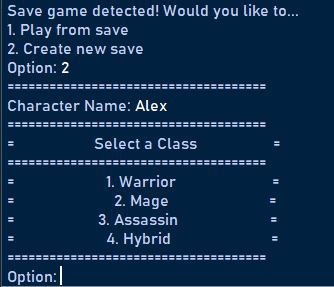 Save game detected! Would you like to...
1. Play from save
2. Create new save
Option: 2
=====================================
Character Name: Alex
=====================================
= Select a Class =
=====================================
= 1. Warrior =
= 2. Mage =
= 3. Assassin =
= 4. Hybrid =
=====================================
Option: